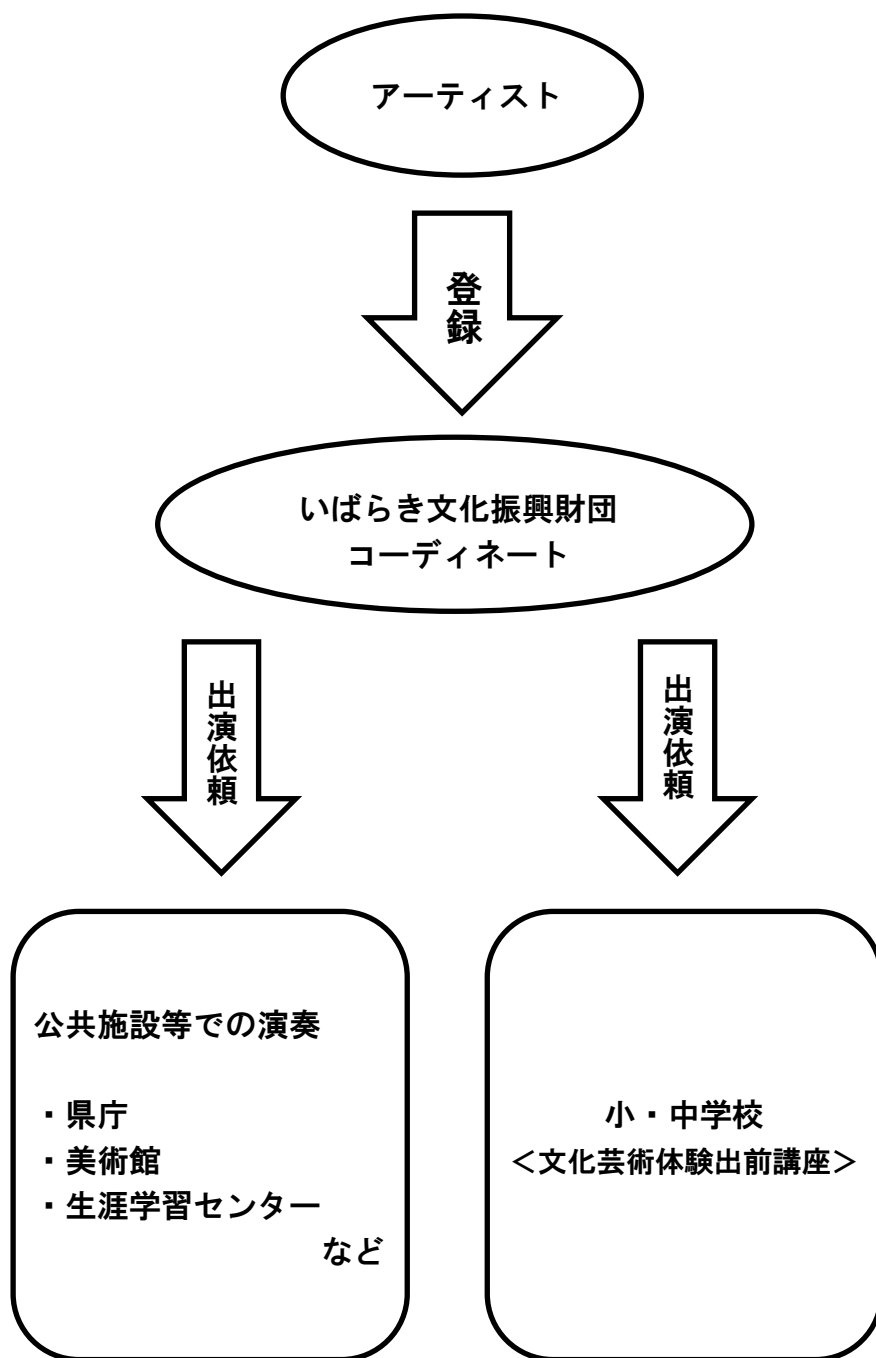 アーティスト
登録
いばらき文化振興財団
コーディネート
出演依頼
出演依頼
公共施設等での演奏
・県庁
・美術館
・生涯学習センター
など
小・中学校
＜文化芸術体験出前講座＞